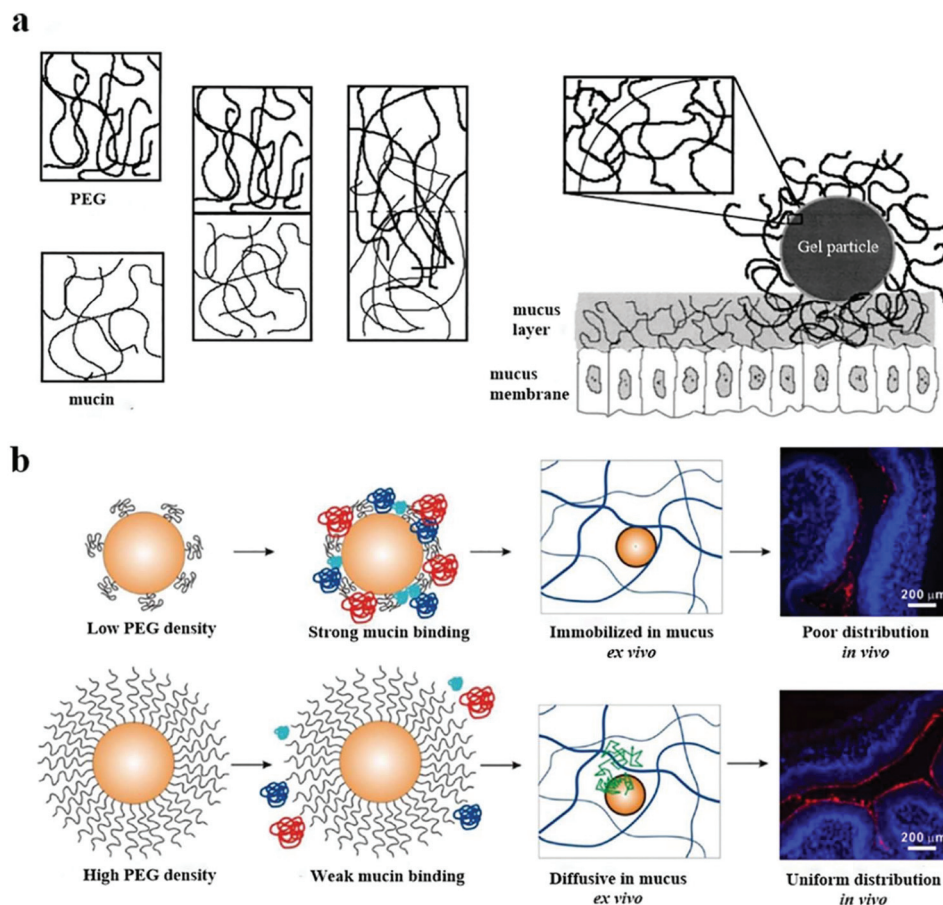 a
PEG
mucin
Gel particle
mucus
layer
mucus
membrane
b
Low PEG density
Strong mucin binding
Immobilized in mucus
ex vivo
200 μm
Poor distribution
in vivo
High PEG density
Weak mucin binding
Diffusive in mucus
ex vivo
200 μm
Uniform distribution
in vivo